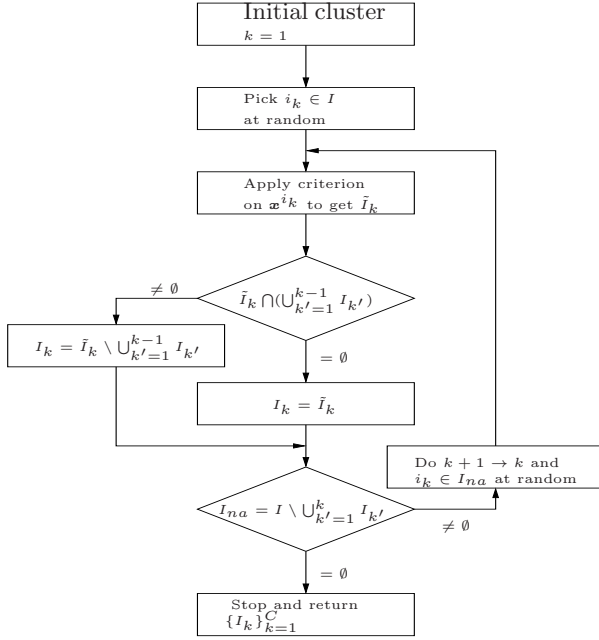 Initial cluster
k = 1
Pick i_k ∈ I
at random
Apply criterion
on x^{i_k} to get Ĩ_k
Ĩ_k ⋂(⋃_{k′=1}^{k−1} I_{k′})
≠ ∅
I_k = Ĩ_k \ ⋃_{k′=1}^{k−1} I_{k′}
= ∅
I_k = Ĩ_k
Do k + 1 → k and
i_k ∈ I_{na} at random
I_{na} = I \ ⋃_{k′=1}^{k} I_{k′}
≠ ∅
= ∅
Stop and return
{I_k}_{k=1}^{C}